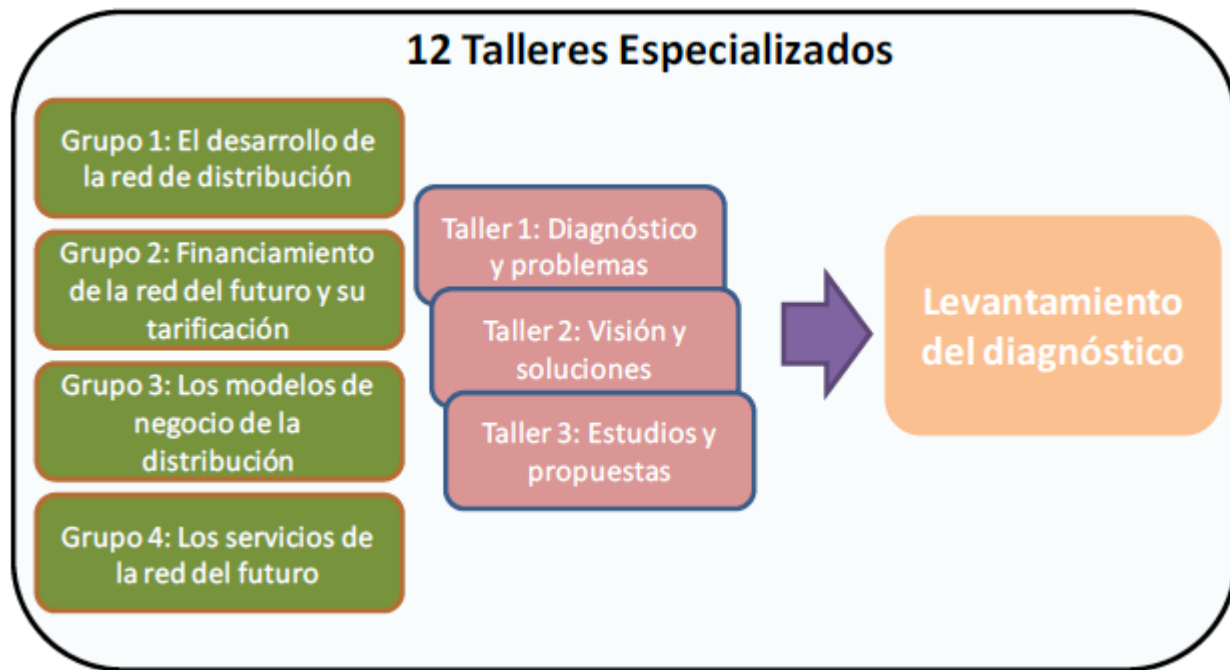 12 Talleres Especializados
Grupo 1: El desarrollo de
la red de distribución
Grupo 2: Financiamiento
de la red del futuro y su
tarificación
Grupo 3: Los modelos de
negocio de la
distribución
Grupo 4: Los servicios de
la red del futuro
Taller 1: Diagnóstico
y problemas
Taller 2: Visión y
soluciones
Taller 3: Estudios y
propuestas
Levantamiento
del diagnóstico